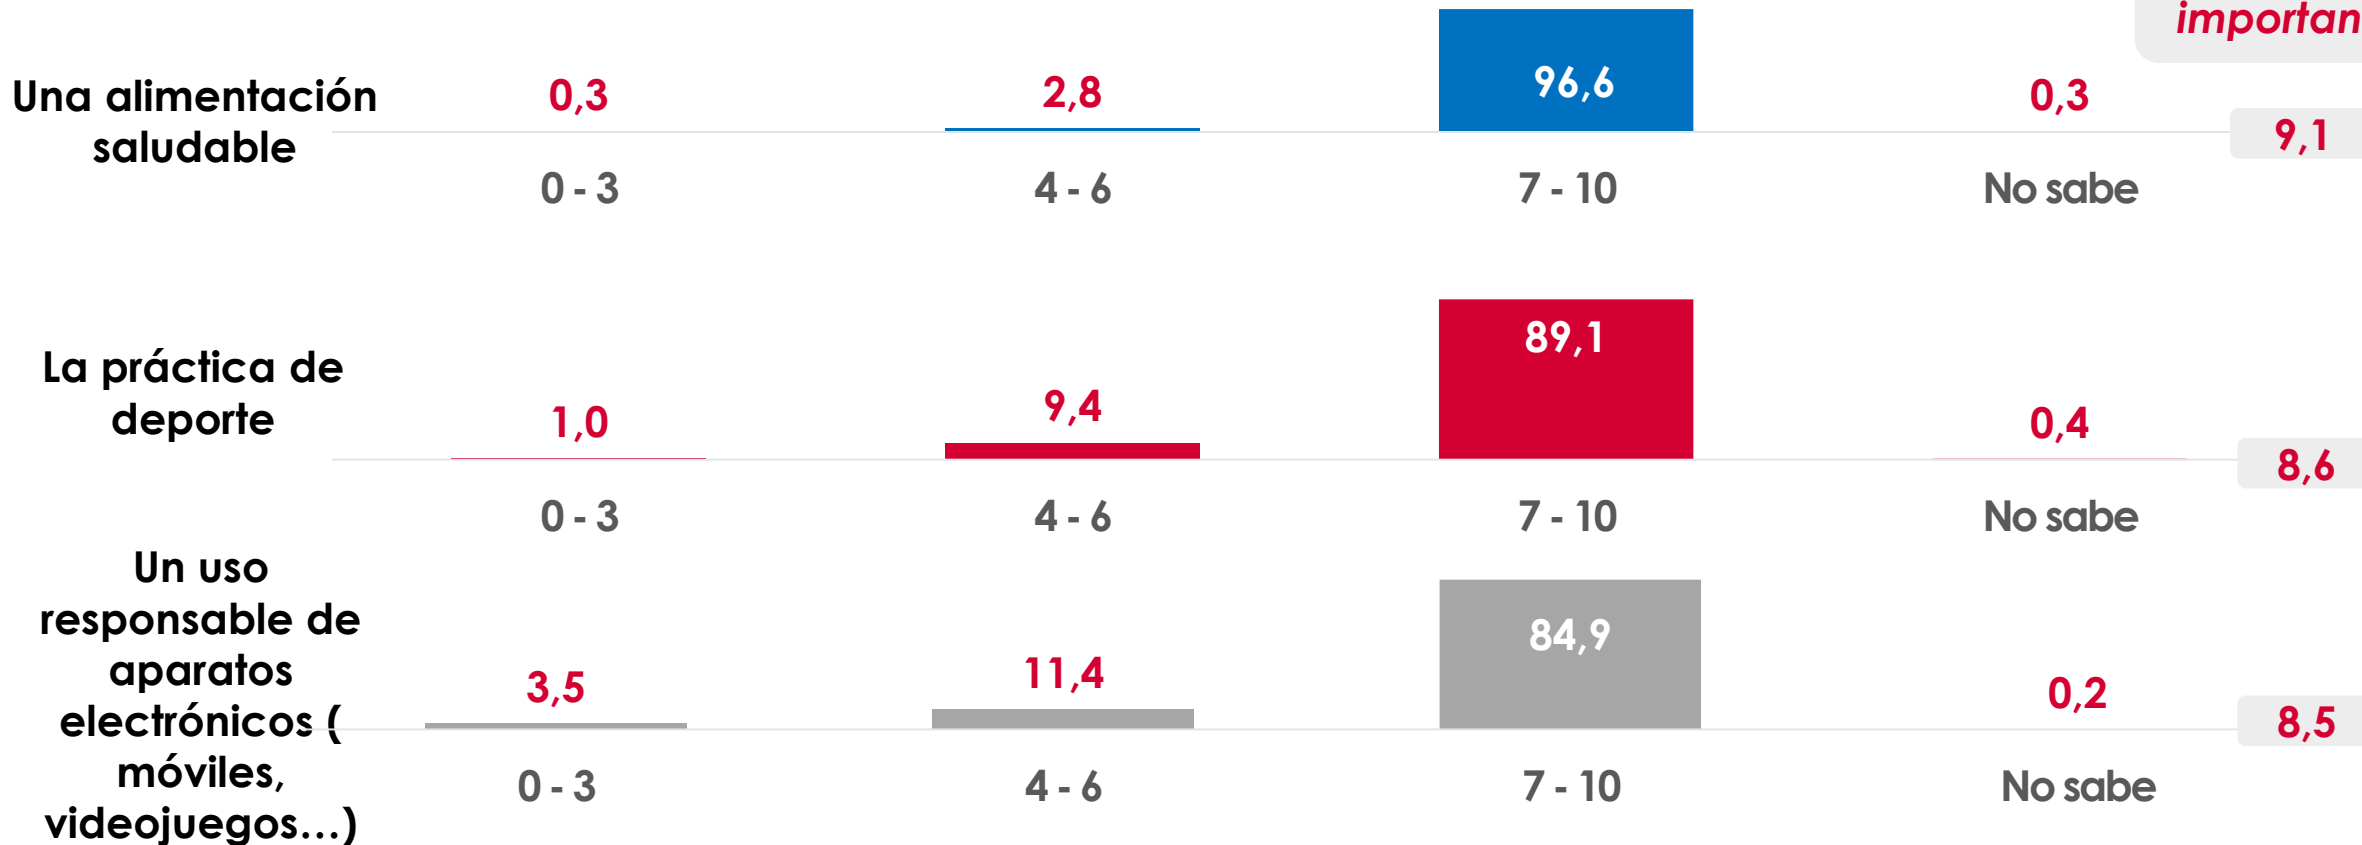 importan
Una alimentación
saludable
0,3
2,8
96,6
0,3
9,1
0 - 3
4 - 6
7 - 10
No sabe
La práctica de
deporte
1,0
9,4
89,1
0,4
8,6
0 - 3
4 - 6
7 - 10
No sabe
Un uso
responsable de
aparatos
electrónicos (
móviles,
videojuegos...)
3,5
11,4
84,9
0,2
8,5
0 - 3
4 - 6
7 - 10
No sabe